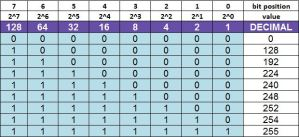 7 6 5 4 3 2 1 0 bit position
2^7 2^6 2^5 2^4 2^3 2^2 2^1 2^0 value
128 64 32 16 8 4 2 1 DECIMAL
0 0 0 0 0 0 0 0 0
1 0 0 0 0 0 0 0 128
1 1 0 0 0 0 0 0 192
1 1 1 0 0 0 0 0 224
1 1 1 1 0 0 0 0 240
1 1 1 1 1 0 0 0 248
1 1 1 1 1 1 0 0 252
1 1 1 1 1 1 1 0 254
1 1 1 1 1 1 1 1 255